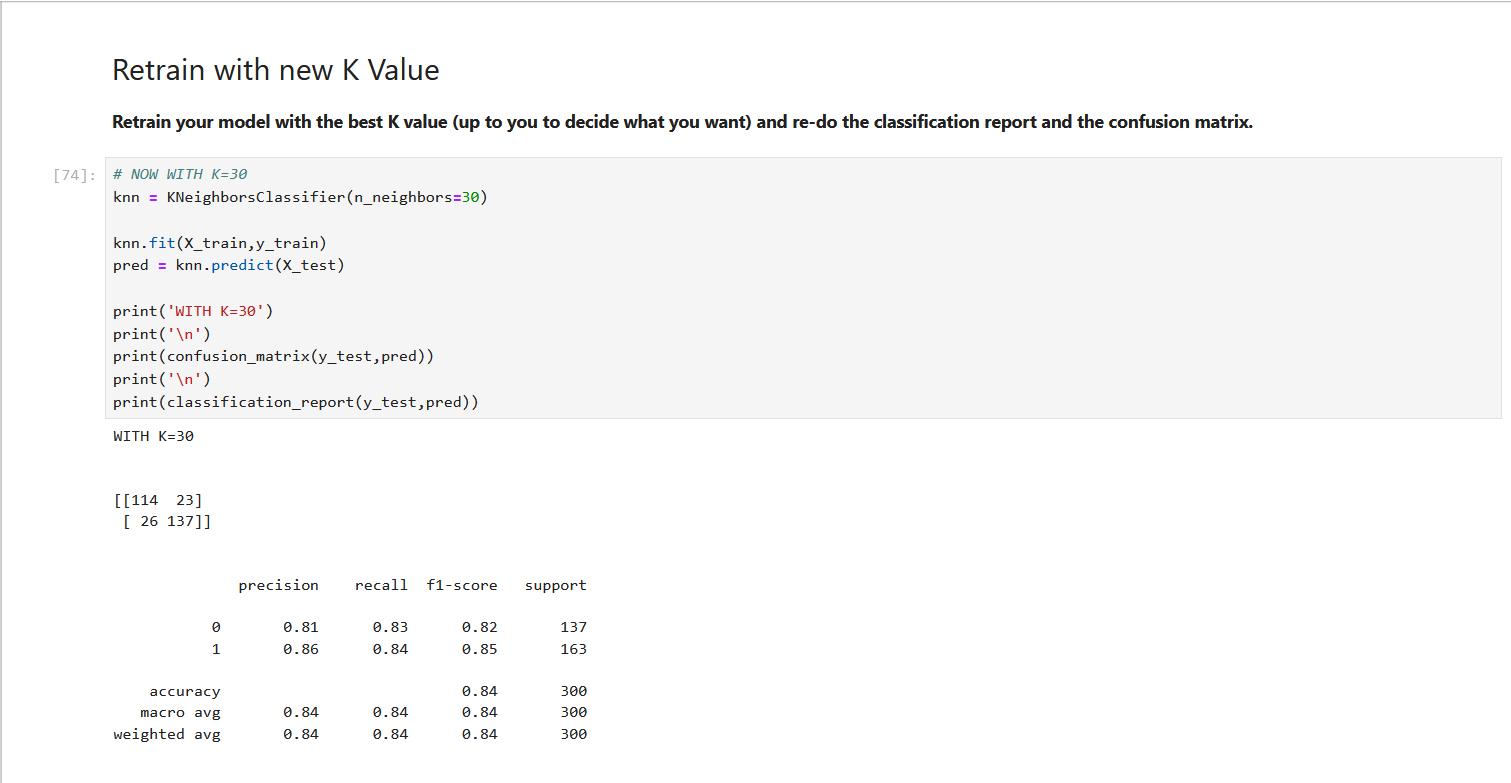 Retrain with new K Value
Retrain your model with the best K value (up to you to decide what you want) and re-do the classification report and the confusion matrix.
[74]:
# NOW WITH K=30
knn = KNeighborsClassifier(n_neighbors=30)
knn.fit(X_train,y_train)
pred = knn.predict(X_test)
print('WITH K=30')
print('\n')
print(confusion_matrix(y_test,pred))
print('\n')
print(classification_report(y_test,pred))
WITH K=30
[[114  23]
 [ 26 137]]
              precision    recall  f1-score   support
           0       0.81      0.83      0.82       137
           1       0.86      0.84      0.85       163
    accuracy                           0.84       300
   macro avg       0.84      0.84      0.84       300
weighted avg       0.84      0.84      0.84       300